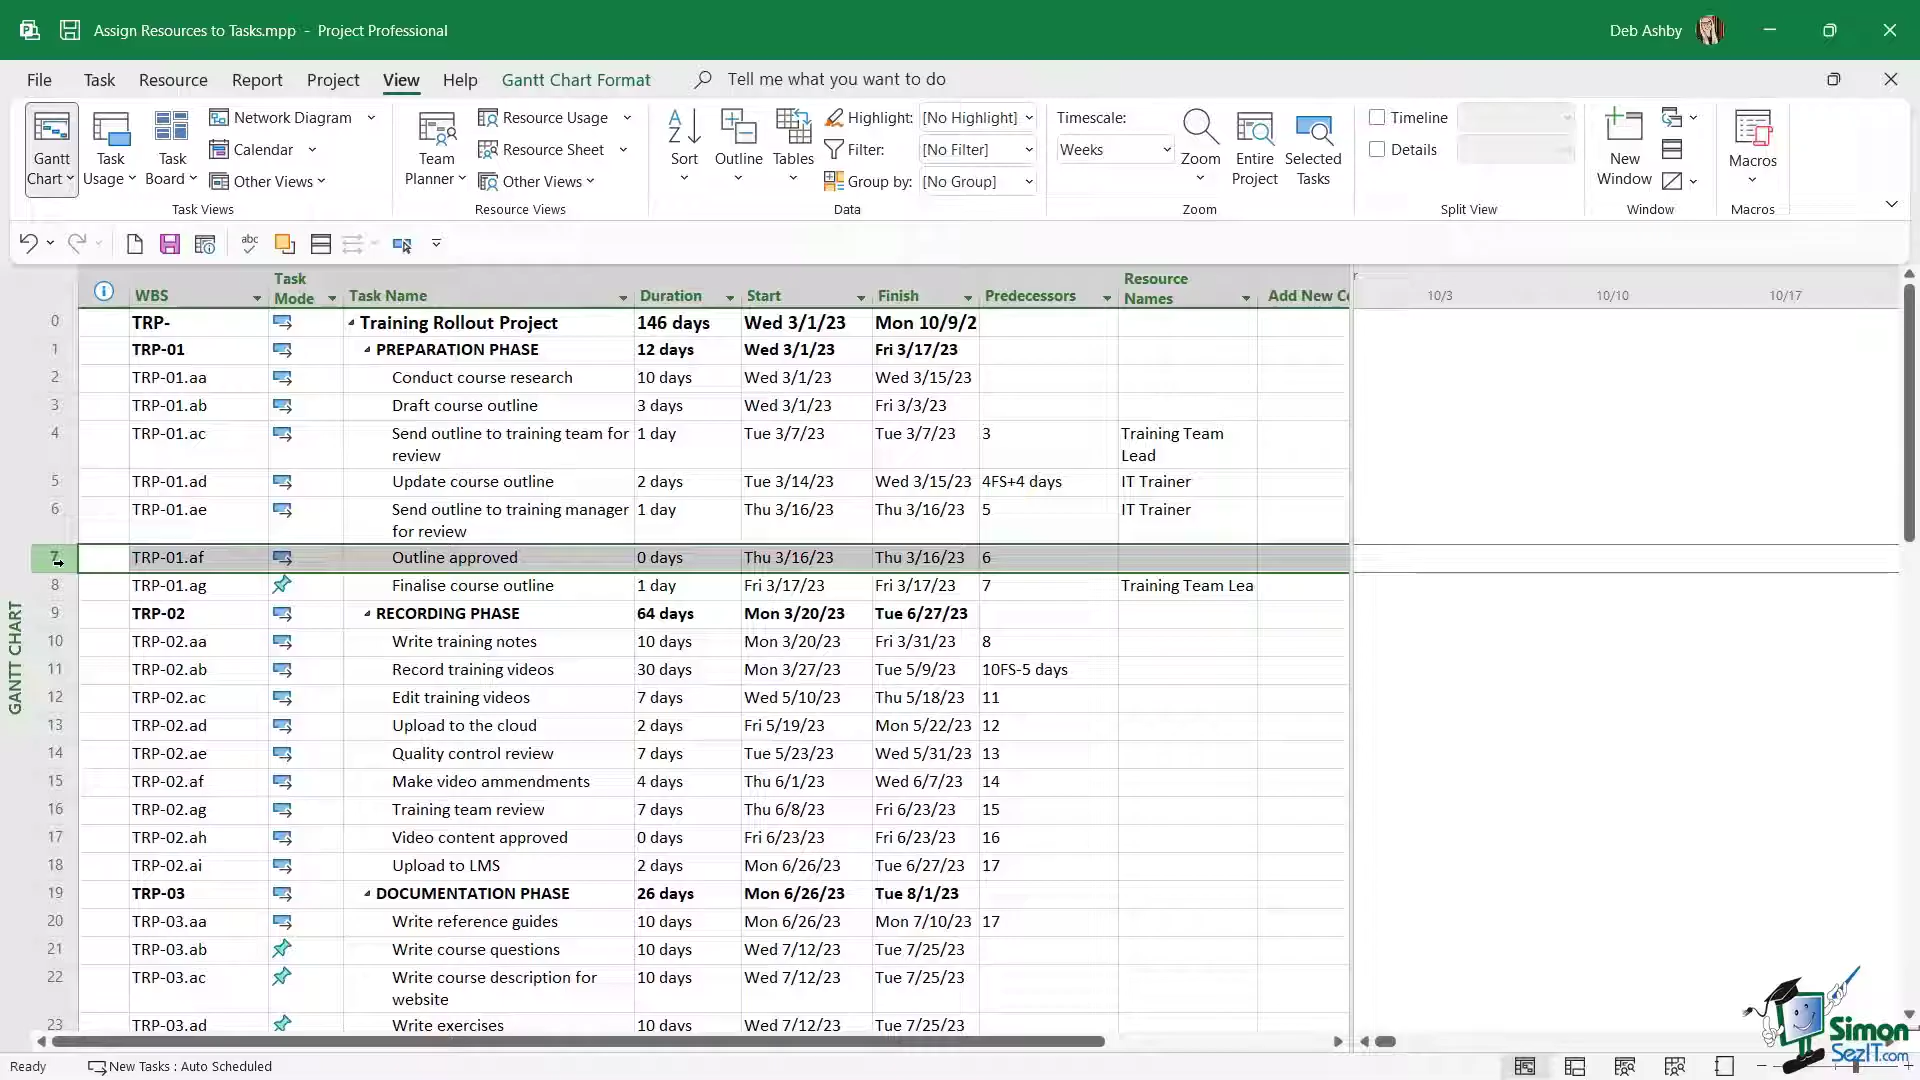 Assign Resources to Tasks.mpp - Project Professional
Deb Ashby
File Task Resource Report Project View Help Gantt Chart Format Tell me what you want to do
Gantt Chart
Task Usage
Task Board
Network Diagram
Calendar
Other Views
Task Views
Team Planner
Resource Usage
Resource Sheet
Other Views
Resource Views
Sort
Outline
Tables
Highlight: [No Highlight]
Filter: [No Filter]
Group by: [No Group]
Data
Timescale:
Weeks
Zoom
Entire Project
Selected Tasks
Zoom
Timeline
Details
Split View
New Window
Window
Macros
Macros
abc
WBS Task Mode Task Name Duration Start Finish Predecessors Resource Names Add New Co
10/3 10/10 10/17
0 TRP- Training Rollout Project 146 days Wed 3/1/23 Mon 10/9/2
1 TRP-01 PREPARATION PHASE 12 days Wed 3/1/23 Fri 3/17/23
2 TRP-01.aa Conduct course research 10 days Wed 3/1/23 Wed 3/15/23
3 TRP-01.ab Draft course outline 3 days Wed 3/1/23 Fri 3/3/23
4 TRP-01.ac Send outline to training team for review 1 day Tue 3/7/23 Tue 3/7/23 3 Training Team Lead
5 TRP-01.ad Update course outline 2 days Tue 3/14/23 Wed 3/15/23 4FS+4 days IT Trainer
6 TRP-01.ae Send outline to training manager for review 1 day Thu 3/16/23 Thu 3/16/23 5 IT Trainer
7 TRP-01.af Outline approved 0 days Thu 3/16/23 Thu 3/16/23 6
8 TRP-01.ag Finalise course outline 1 day Fri 3/17/23 Fri 3/17/23 7 Training Team Lea
9 TRP-02 RECORDING PHASE 64 days Mon 3/20/23 Tue 6/27/23
10 TRP-02.aa Write training notes 10 days Mon 3/20/23 Fri 3/31/23 8
11 TRP-02.ab Record training videos 30 days Mon 3/27/23 Tue 5/9/23 10FS-5 days
12 TRP-02.ac Edit training videos 7 days Wed 5/10/23 Thu 5/18/23 11
13 TRP-02.ad Upload to the cloud 2 days Fri 5/19/23 Mon 5/22/23 12
14 TRP-02.ae Quality control review 7 days Tue 5/23/23 Wed 5/31/23 13
15 TRP-02.af Make video ammendments 4 days Thu 6/1/23 Wed 6/7/23 14
16 TRP-02.ag Training team review 7 days Thu 6/8/23 Fri 6/23/23 15
17 TRP-02.ah Video content approved 0 days Fri 6/23/23 Fri 6/23/23 16
18 TRP-02.ai Upload to LMS 2 days Mon 6/26/23 Tue 6/27/23 17
19 TRP-03 DOCUMENTATION PHASE 26 days Mon 6/26/23 Tue 8/1/23
20 TRP-03.aa Write reference guides 10 days Mon 6/26/23 Mon 7/10/23 17
21 TRP-03.ab Write course questions 10 days Wed 7/12/23 Tue 7/25/23
22 TRP-03.ac Write course description for website 10 days Wed 7/12/23 Tue 7/25/23
23 TRP-03.ad Write exercises 10 days Wed 7/12/23 Tue 7/25/23
GANTT CHART
Simon
SezIT.com
Ready New Tasks : Auto Scheduled